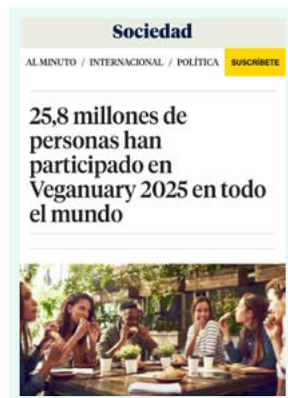 Sociedad
AL MINUTO / INTERNACIONAL / POLÍTICA SUSCRÍBETE
25,8 millones de
personas han
participado en
Veganuary 2025 en todo
el mundo